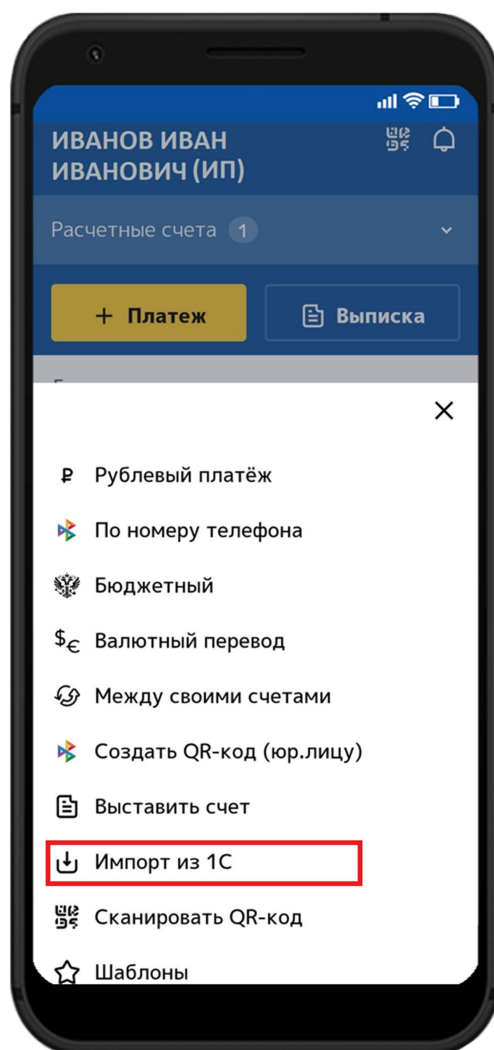 ИВАНОВ ИВАН
ИВАНОВИЧ (ИП)
Расчетные счета 1
+ Платеж
Выписка
Рублевый платёж
По номеру телефона
Бюджетный
Валютный перевод
Между своими счетами
Создать QR-код (юр.лицу)
Выставить счет
Импорт из 1С
Сканировать QR-код
Шаблоны